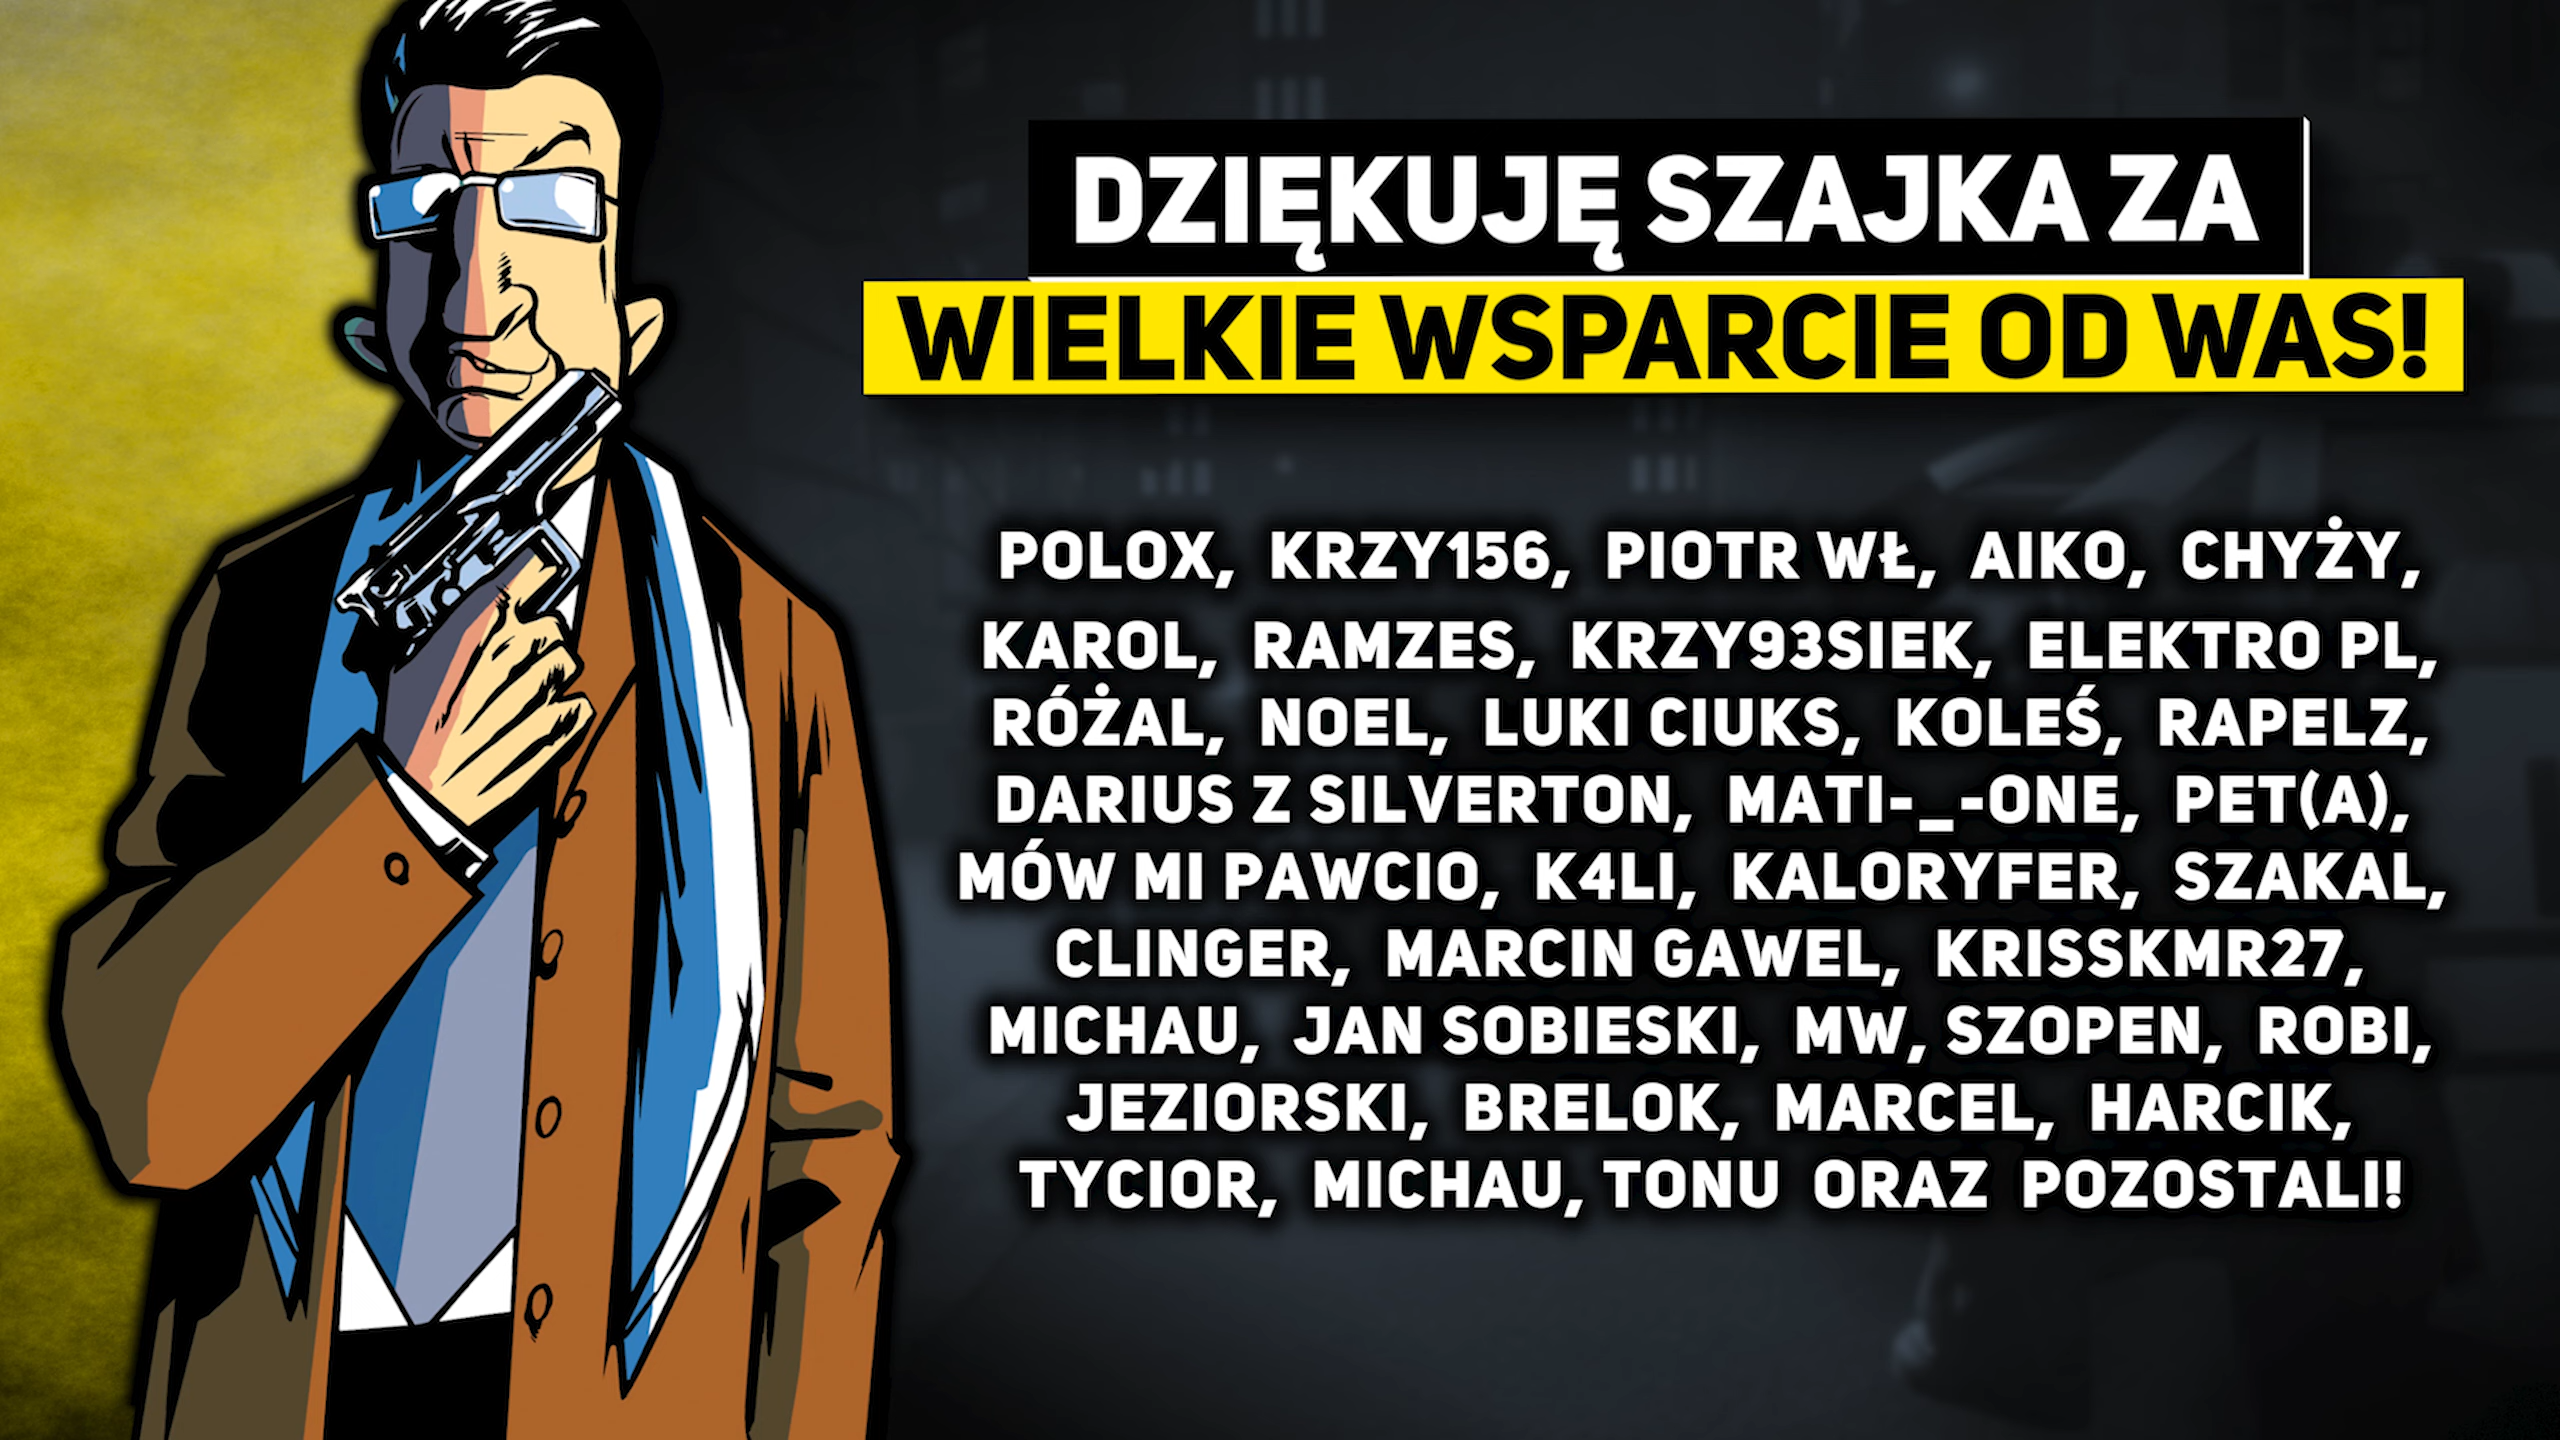 DZIĘKUJĘ SZAJKA ZA
WIELKIE WSPARCIE OD WAS!
POLOX, KRZY156, PIOTR WŁ, AIKO, CHYŻY,
KAROL, RAMZES, KRZY93SIEK, ELEKTRO PL,
RÓŻAL, NOEL, LUKI CIUKS, KOLEŚ, RAPELZ,
DARIUS Z SILVERTON, MATI-_-ONE, PET(A),
MÓW MI PAWCIO, K4LI, KALORYFER, SZAKAL,
CLINGER, MARCIN GAWEL, KRISSKMR27,
MICHAU, JAN SOBIESKI, MW, SZOPEN, ROBI,
JEZIORSKI, BRELOK, MARCEL, HARCIK,
TYCIOR, MICHAU, TONU ORAZ POZOSTALI!